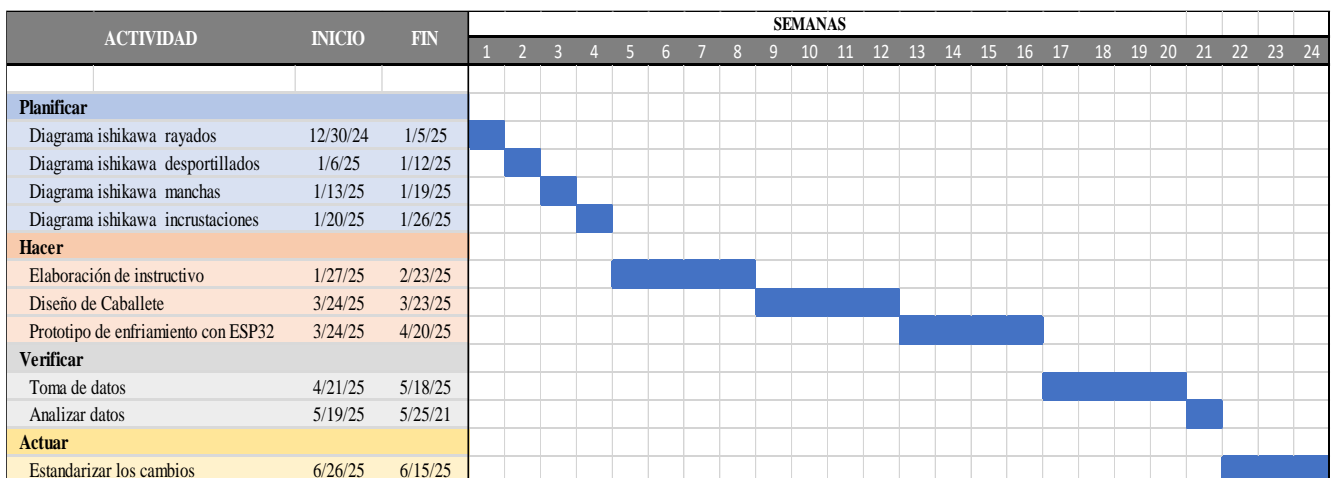 SEMANAS
ACTIVIDAD INICIO FIN
1 2 3 4 5 6 7 8 9 10 11 12 13 14 15 16 17 18 19 20 21 22 23 24
Planificar
Diagrama ishikawa rayados 12/30/24 1/5/25
Diagrama ishikawa desportillados 1/6/25 1/12/25
Diagrama ishikawa manchas 1/13/25 1/19/25
Diagrama ishikawa incrustaciones 1/20/25 1/26/25
Hacer
Elaboración de instructivo 1/27/25 2/23/25
Diseño de Caballete 3/24/25 3/23/25
Prototipo de enfriamiento con ESP32 3/24/25 4/20/25
Verificar
Toma de datos 4/21/25 5/18/25
Analizar datos 5/19/25 5/25/21
Actuar
Estandarizar los cambios 6/26/25 6/15/25